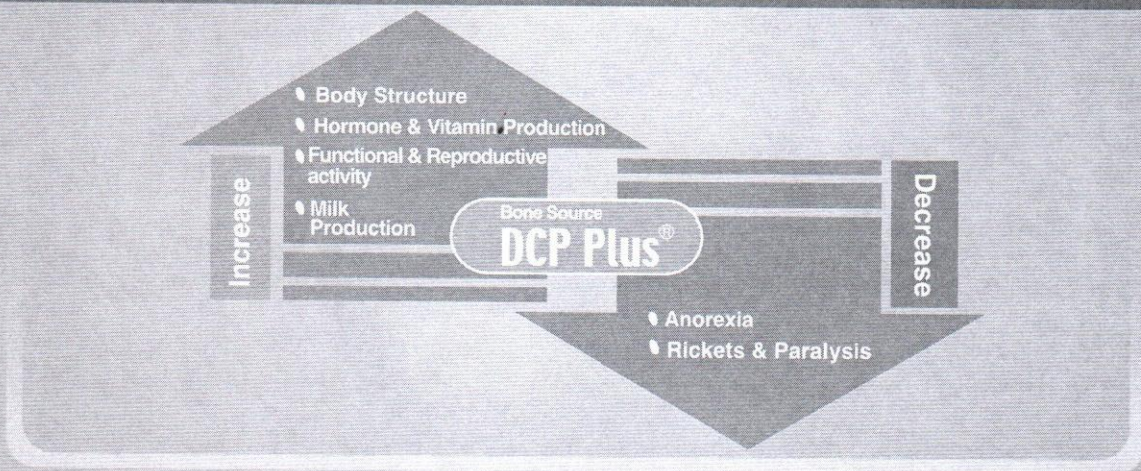 Body Structure
Hormone & Vitamin Production
Functional & Reproductive
activity
Milk
Production
Increase
Bone Source
DCP Plus®
Decrease
Anorexia
Rickets & Paralysis